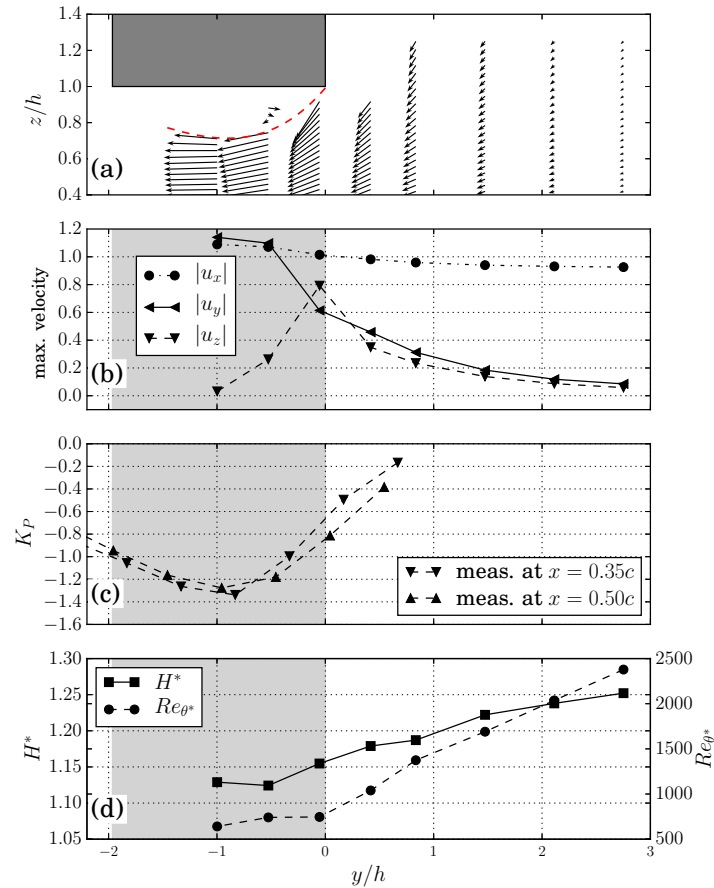 1.4
1.2
1.0
0.8
0.6
0.4
z/h
(a)
1.2
1.0
0.8
0.6
0.4
0.2
0.0
max. velocity
|u_x|
|u_y|
|u_z|
(b)
0.0
−0.2
−0.4
−0.6
−0.8
−1.0
−1.2
−1.4
−1.6
K_P
meas. at x = 0.35c
meas. at x = 0.50c
(c)
1.30
1.25
1.20
1.15
1.10
1.05
H*
H*
Re_θ*
(d)
2500
2000
1500
1000
500
Re_θ*
−2 −1 0 1 2 3
y/h